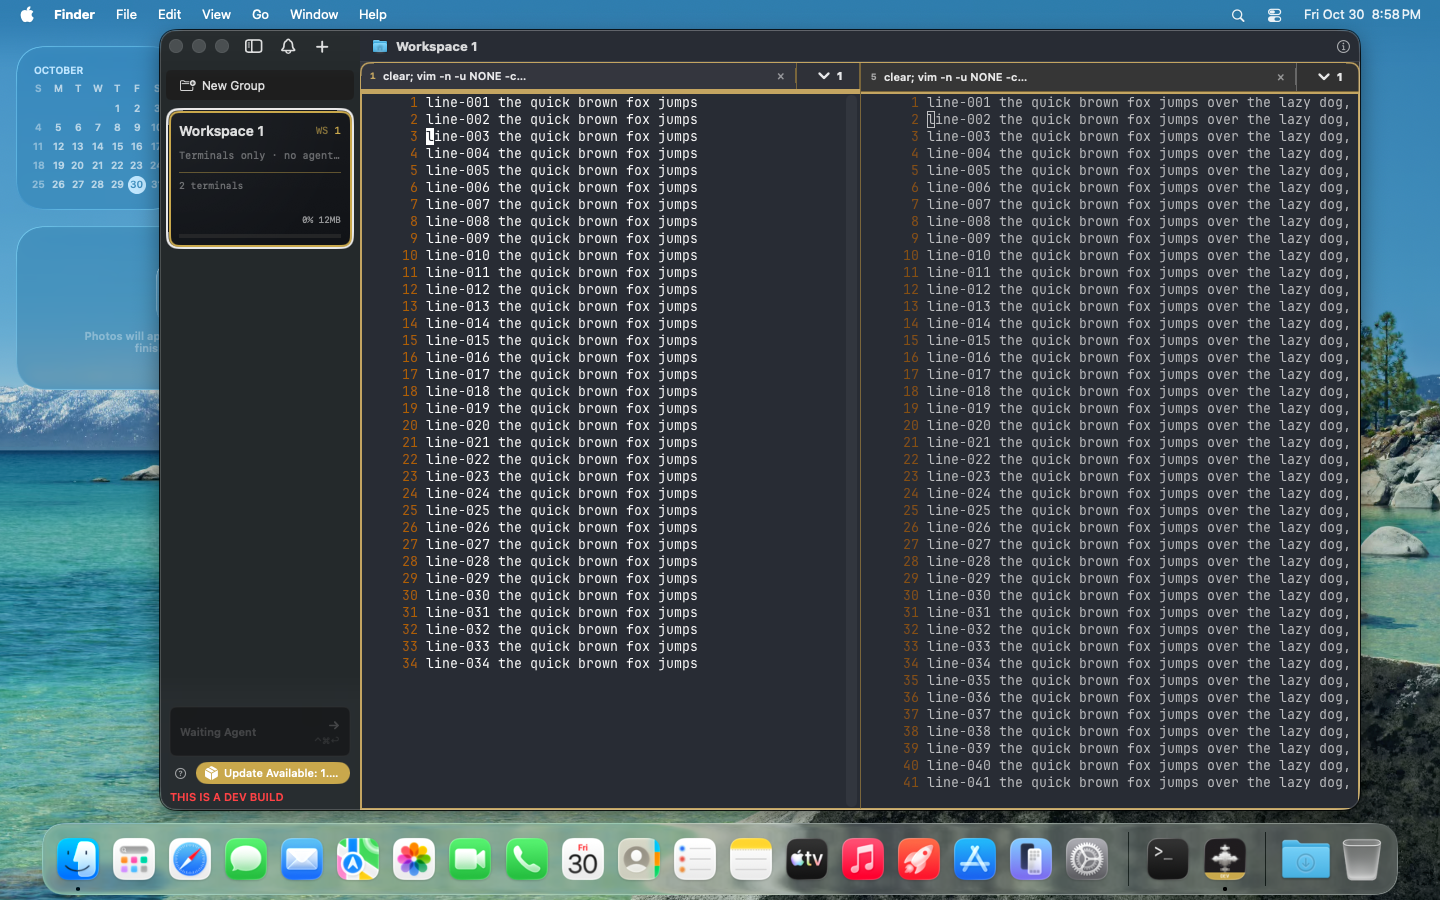 Finder File Edit View Go Window Help
Fri Oct 30 8:58 PM
OCTOBER
S M T W T F S
1 2 3
4 5 6 7 8 9 10
11 12 13 14 15 16 17
18 19 20 21 22 23 24
25 26 27 28 29 30 31
Photos will ap
finis
New Group
Workspace 1
WS 1
Terminals only · no agent…
2 terminals
0% 12MB
Waiting Agent
^⌘↩
Update Available: 1....
THIS IS A DEV BUILD
Workspace 1
1 clear; vim -n -u NONE -c... × 1
1 line-001 the quick brown fox jumps
2 line-002 the quick brown fox jumps
3 line-003 the quick brown fox jumps
4 line-004 the quick brown fox jumps
5 line-005 the quick brown fox jumps
6 line-006 the quick brown fox jumps
7 line-007 the quick brown fox jumps
8 line-008 the quick brown fox jumps
9 line-009 the quick brown fox jumps
10 line-010 the quick brown fox jumps
11 line-011 the quick brown fox jumps
12 line-012 the quick brown fox jumps
13 line-013 the quick brown fox jumps
14 line-014 the quick brown fox jumps
15 line-015 the quick brown fox jumps
16 line-016 the quick brown fox jumps
17 line-017 the quick brown fox jumps
18 line-018 the quick brown fox jumps
19 line-019 the quick brown fox jumps
20 line-020 the quick brown fox jumps
21 line-021 the quick brown fox jumps
22 line-022 the quick brown fox jumps
23 line-023 the quick brown fox jumps
24 line-024 the quick brown fox jumps
25 line-025 the quick brown fox jumps
26 line-026 the quick brown fox jumps
27 line-027 the quick brown fox jumps
28 line-028 the quick brown fox jumps
29 line-029 the quick brown fox jumps
30 line-030 the quick brown fox jumps
31 line-031 the quick brown fox jumps
32 line-032 the quick brown fox jumps
33 line-033 the quick brown fox jumps
34 line-034 the quick brown fox jumps
5 clear; vim -n -u NONE -c... × 1
1 line-001 the quick brown fox jumps over the lazy dog,
2 line-002 the quick brown fox jumps over the lazy dog,
3 line-003 the quick brown fox jumps over the lazy dog,
4 line-004 the quick brown fox jumps over the lazy dog,
5 line-005 the quick brown fox jumps over the lazy dog,
6 line-006 the quick brown fox jumps over the lazy dog,
7 line-007 the quick brown fox jumps over the lazy dog,
8 line-008 the quick brown fox jumps over the lazy dog,
9 line-009 the quick brown fox jumps over the lazy dog,
10 line-010 the quick brown fox jumps over the lazy dog,
11 line-011 the quick brown fox jumps over the lazy dog,
12 line-012 the quick brown fox jumps over the lazy dog,
13 line-013 the quick brown fox jumps over the lazy dog,
14 line-014 the quick brown fox jumps over the lazy dog,
15 line-015 the quick brown fox jumps over the lazy dog,
16 line-016 the quick brown fox jumps over the lazy dog,
17 line-017 the quick brown fox jumps over the lazy dog,
18 line-018 the quick brown fox jumps over the lazy dog,
19 line-019 the quick brown fox jumps over the lazy dog,
20 line-020 the quick brown fox jumps over the lazy dog,
21 line-021 the quick brown fox jumps over the lazy dog,
22 line-022 the quick brown fox jumps over the lazy dog,
23 line-023 the quick brown fox jumps over the lazy dog,
24 line-024 the quick brown fox jumps over the lazy dog,
25 line-025 the quick brown fox jumps over the lazy dog,
26 line-026 the quick brown fox jumps over the lazy dog,
27 line-027 the quick brown fox jumps over the lazy dog,
28 line-028 the quick brown fox jumps over the lazy dog,
29 line-029 the quick brown fox jumps over the lazy dog,
30 line-030 the quick brown fox jumps over the lazy dog,
31 line-031 the quick brown fox jumps over the lazy dog,
32 line-032 the quick brown fox jumps over the lazy dog,
33 line-033 the quick brown fox jumps over the lazy dog,
34 line-034 the quick brown fox jumps over the lazy dog,
35 line-035 the quick brown fox jumps over the lazy dog,
36 line-036 the quick brown fox jumps over the lazy dog,
37 line-037 the quick brown fox jumps over the lazy dog,
38 line-038 the quick brown fox jumps over the lazy dog,
39 line-039 the quick brown fox jumps over the lazy dog,
40 line-040 the quick brown fox jumps over the lazy dog,
41 line-041 the quick brown fox jumps over the lazy dog,
Fri
30
tv
DEV